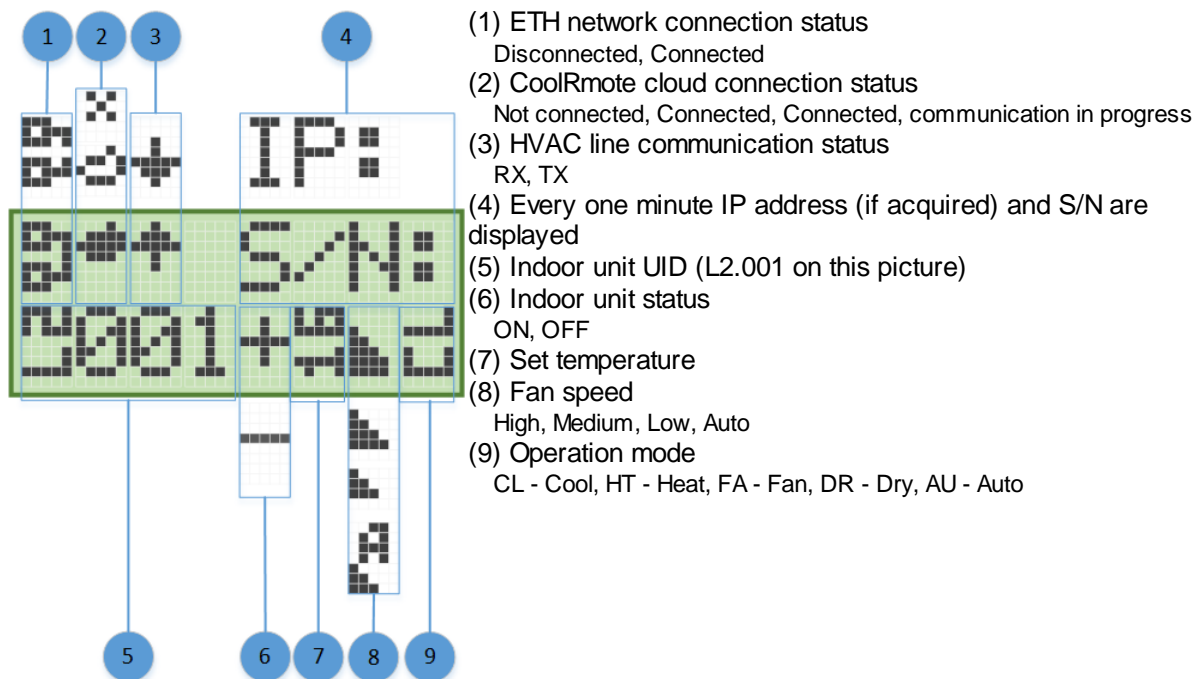 1 2 3 4
IP:
S/N:
001
5 6 7 8 9
(1) ETH network connection status
Disconnected, Connected
(2) CoolRmote cloud connection status
Not connected, Connected, Connected, communication in progress
(3) HVAC line communication status
RX, TX
(4) Every one minute IP address (if acquired) and S/N are
displayed
(5) Indoor unit UID (L2.001 on this picture)
(6) Indoor unit status
ON, OFF
(7) Set temperature
(8) Fan speed
High, Medium, Low, Auto
(9) Operation mode
CL - Cool, HT - Heat, FA - Fan, DR - Dry, AU - Auto